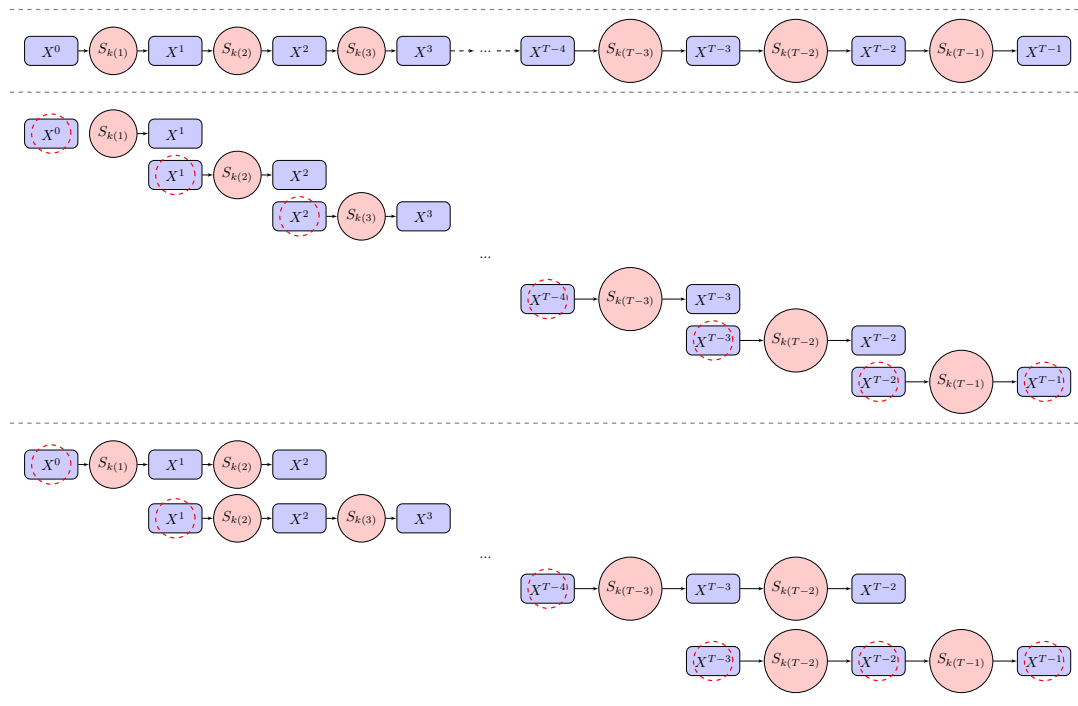 X^0 S_{k(1)} X^1 S_{k(2)} X^2 S_{k(3)} X^3 ... X^{T−4} S_{k(T−3)} X^{T−3} S_{k(T−2)} X^{T−2} S_{k(T−1)} X^{T−1}
X^0 S_{k(1)} X^1
X^1 S_{k(2)} X^2
X^2 S_{k(3)} X^3
...
X^{T−4} S_{k(T−3)} X^{T−3}
X^{T−3} S_{k(T−2)} X^{T−2}
X^{T−2} S_{k(T−1)} X^{T−1}
X^0 S_{k(1)} X^1 S_{k(2)} X^2
X^1 S_{k(2)} X^2 S_{k(3)} X^3
...
X^{T−4} S_{k(T−3)} X^{T−3} S_{k(T−2)} X^{T−2}
X^{T−3} S_{k(T−2)} X^{T−2} S_{k(T−1)} X^{T−1}